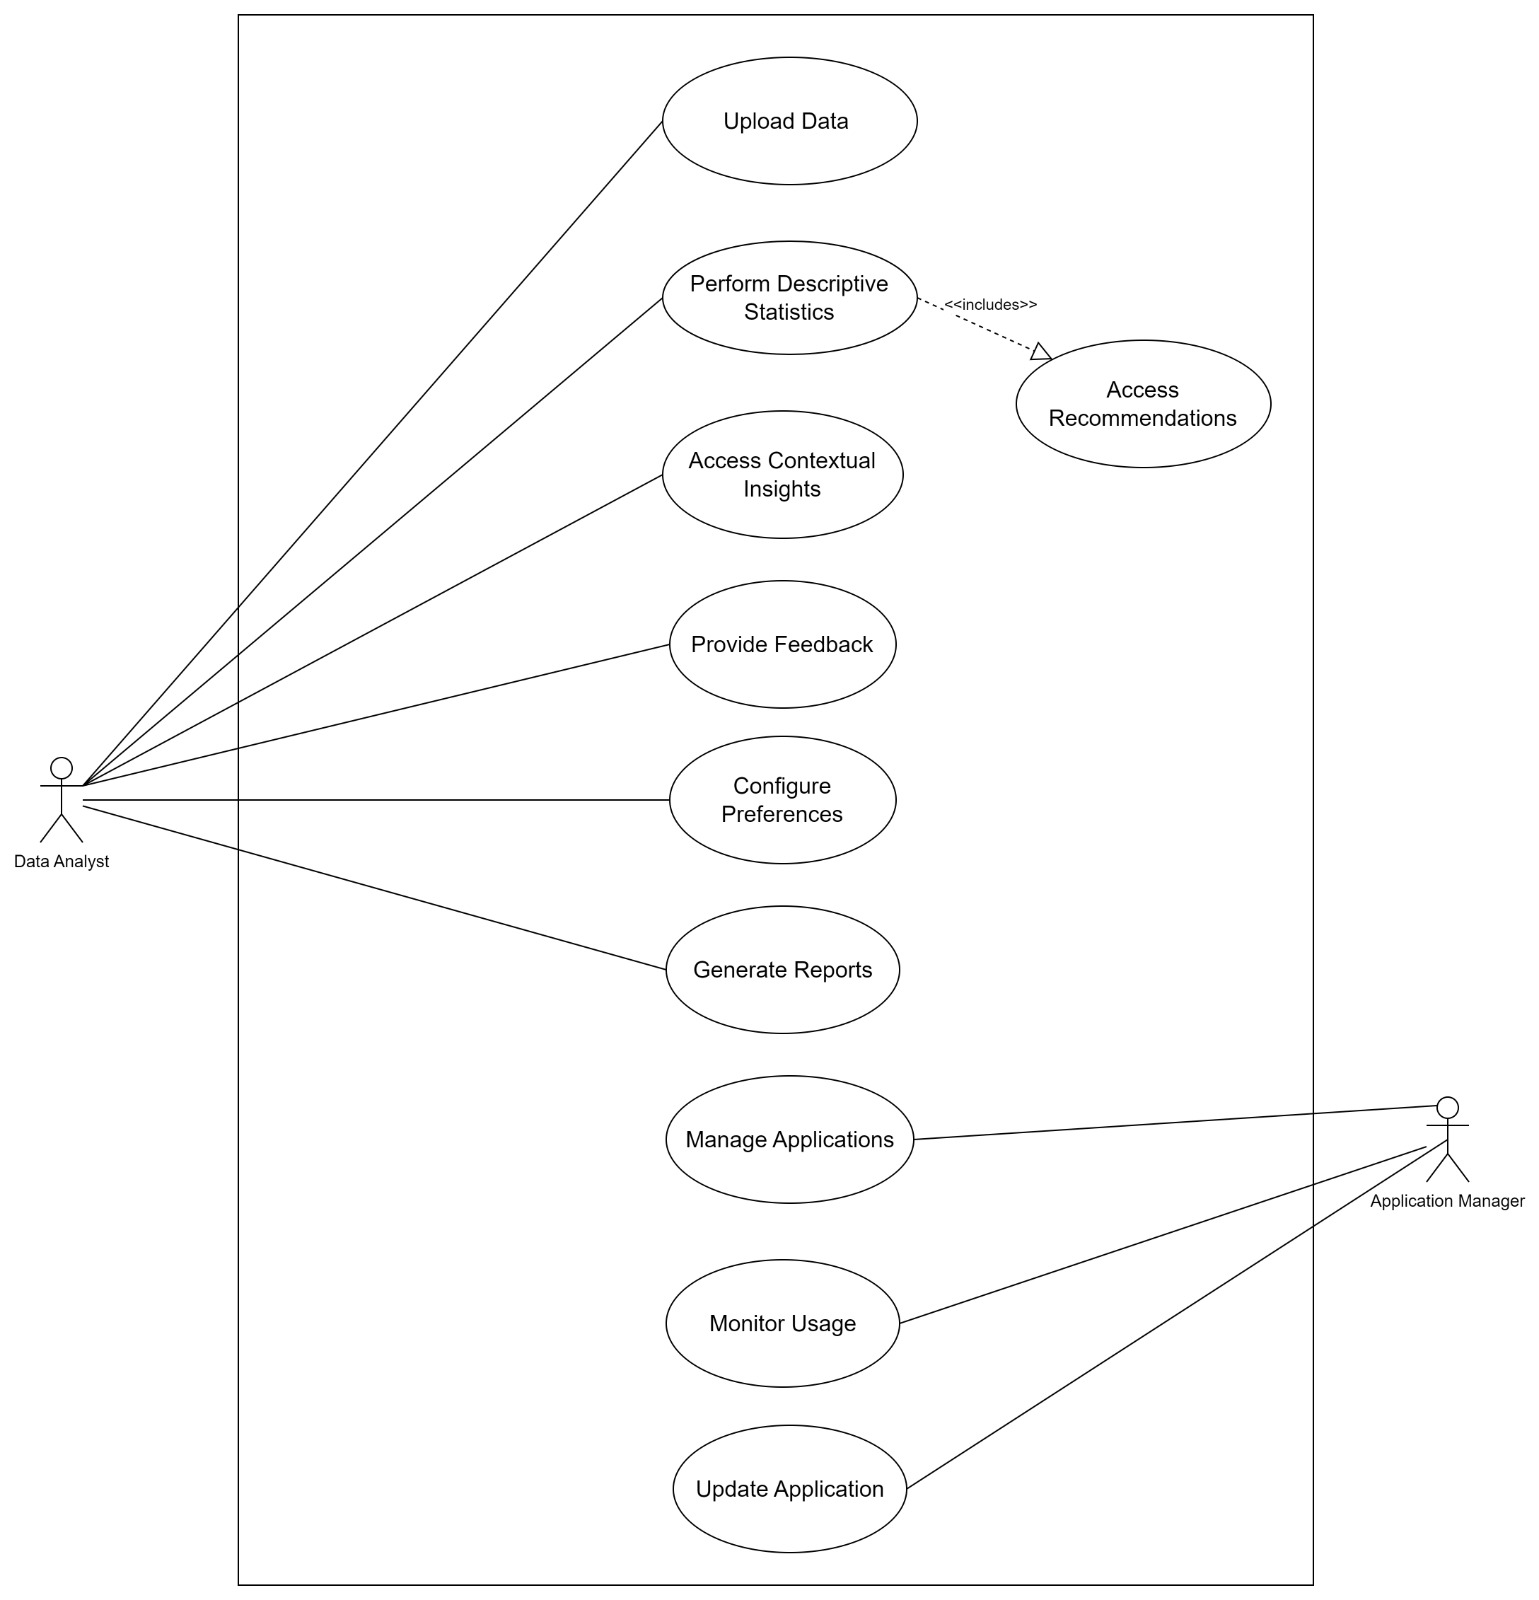 Upload Data
Perform Descriptive
Statistics
<<includes>>
Access
Recommendations
Access Contextual
Insights
Provide Feedback
Configure
Preferences
Data Analyst
Generate Reports
Manage Applications
Application Manager
Monitor Usage
Update Application